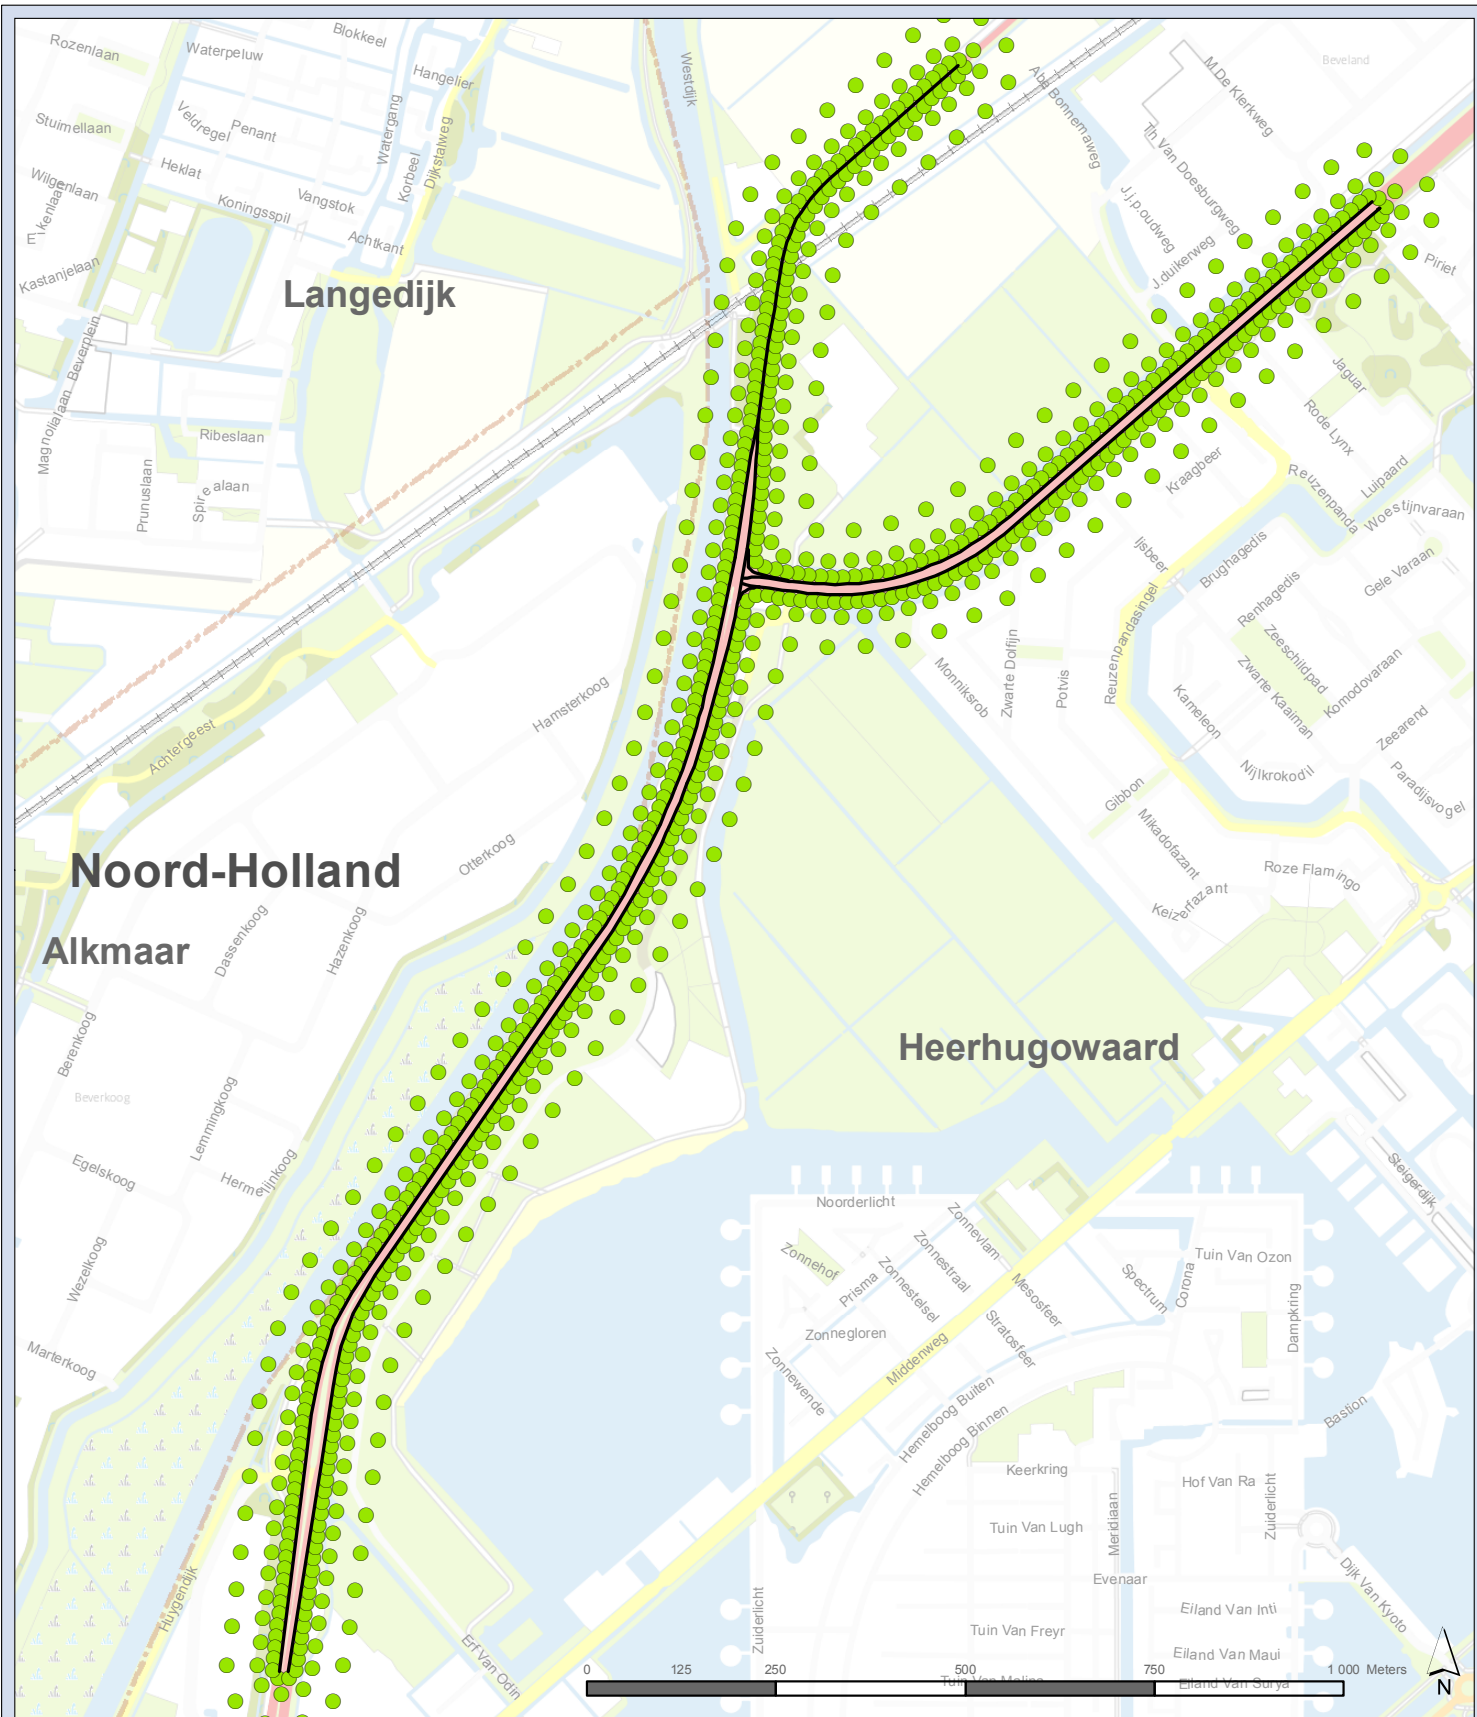 Rozenlaan
Waterpeluw
Blokkeel
Hangelier
Westdijk
Beveland
M.De Klerkweg
Abe Bonnemaweg
Th Van Doesburgweg
J.j.p.oudweg
J.duikerweg
Piriet
Stuimellaan
Veldregel
Penant
Watergang
Korbeel
Dijkstalweg
Heklat
Wilgenlaan
Eikenlaan
Koningsspil
Vangstok
Achtkant
Kastanjelaan
Langedijk
Beverplein
Magnolialaan
Ribeslaan
Prunuslaan
Spirealaan
Jaguar
Rode Lynx
Reuzenpanda
Luipaard
Woestijnvaraan
Kraagbeer
Ijsbeer
Brughagedis
Gele Varaan
Renhagedis
Zeeschildpad
Zwarte Kaaiman
Komodovaraan
Zeearend
Reuzenpandasingel
Kameleon
Nijlkrokodil
Paradijsvogel
Monniksrob
Zwarte Dolfijn
Potvis
Gibbon
Mikadofazant
Keizerfazant
Roze Flamingo
Hamsterkoog
Achtergeest
Otterkoog
Noord-Holland
Alkmaar
Dassenkoog
Hazenkoog
Berenkoog
Beverkoog
Lemmingkoog
Egelskoog
Hermelijnkoog
Wezelkoog
Marterkoog
Heerhugowaard
Steigerdijk
Noorderlicht
Zonnevlam
Zonnehof
Prisma
Zonnestraal
Zonnestelsel
Mesosfeer
Stratosfeer
Spectrum
Corona
Tuin Van Ozon
Dampkring
Zonnegloren
Zonnewende
Middenweg
Hemelboog Buiten
Hemelboog Binnen
Bastion
Keerkring
Hof Van Ra
Zuiderlicht
Tuin Van Lugh
Meridiaan
Evenaar
Dijk Van Kyoto
Eiland Van Inti
Tuin Van Freyr
Zuiderlicht
Eiland Van Maui
Eiland Van Surya
Huygendijk
Erf Van Odin
0 125 250 500 750 1 000 Meters
N